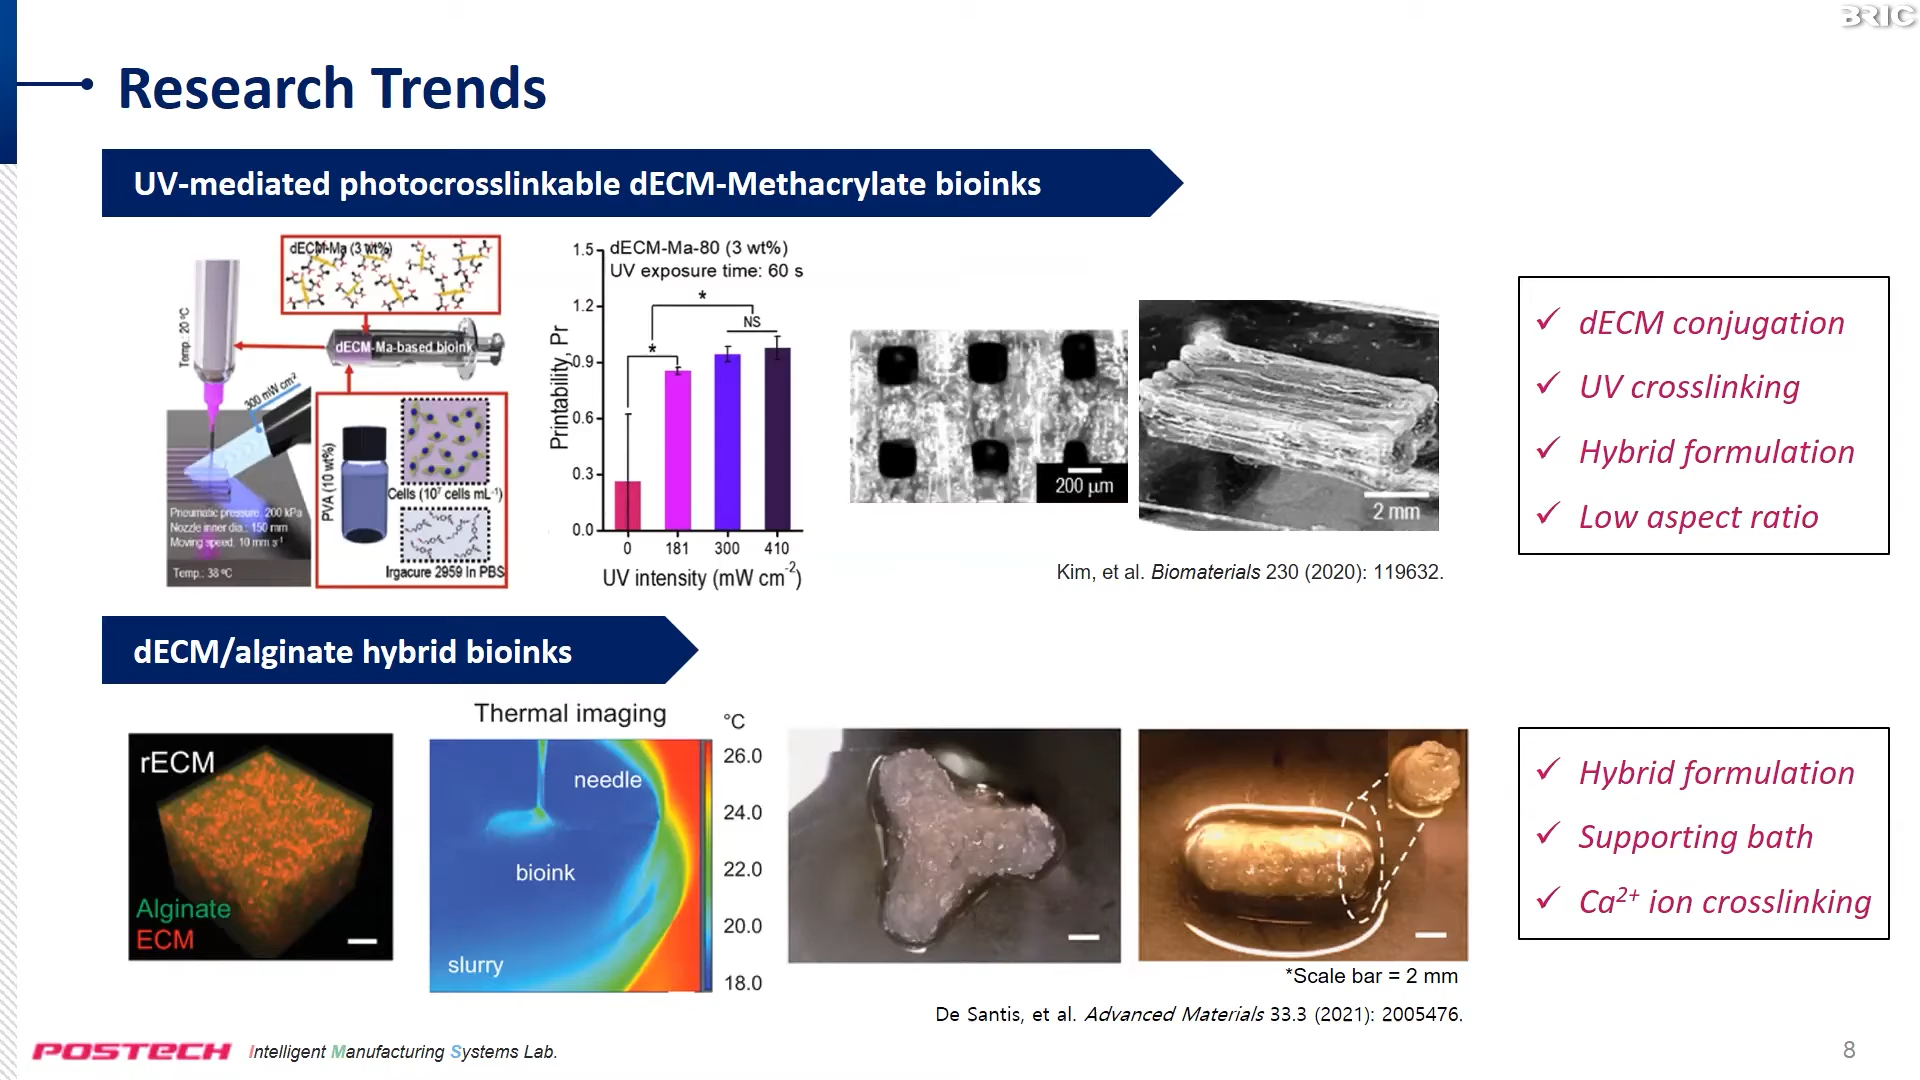 BRIC
Research Trends
UV-mediated photocrosslinkable dECM-Methacrylate bioinks
dECM-Ma (3 wt%)
Temp.: 20 °C
dECM-Ma-based bioink
300 mW cm²
PVA (10 wt%)
Cells (10⁷ cells mL⁻¹)
Irgacure 2959 In PBS
Pneumatic pressure: 200 kPa
Nozzle inner dia.: 150 mm
Moving speed: 10 mm s⁻¹
Temp.: 38 °C
dECM-Ma-80 (3 wt%)
UV exposure time: 60 s
Printability, Pr
1.5
1.2
0.9
0.6
0.3
0.0
*
*
NS
0 181 300 410
UV intensity (mW cm⁻²)
200 μm
2 mm
Kim, et al. Biomaterials 230 (2020): 119632.
✓ dECM conjugation
✓ UV crosslinking
✓ Hybrid formulation
✓ Low aspect ratio
dECM/alginate hybrid bioinks
rECM
Alginate
ECM
Thermal imaging
needle
bioink
slurry
°C
26.0
24.0
22.0
20.0
18.0
*Scale bar = 2 mm
De Santis, et al. Advanced Materials 33.3 (2021): 2005476.
✓ Hybrid formulation
✓ Supporting bath
✓ Ca²⁺ ion crosslinking
POSTECH Intelligent Manufacturing Systems Lab.
8